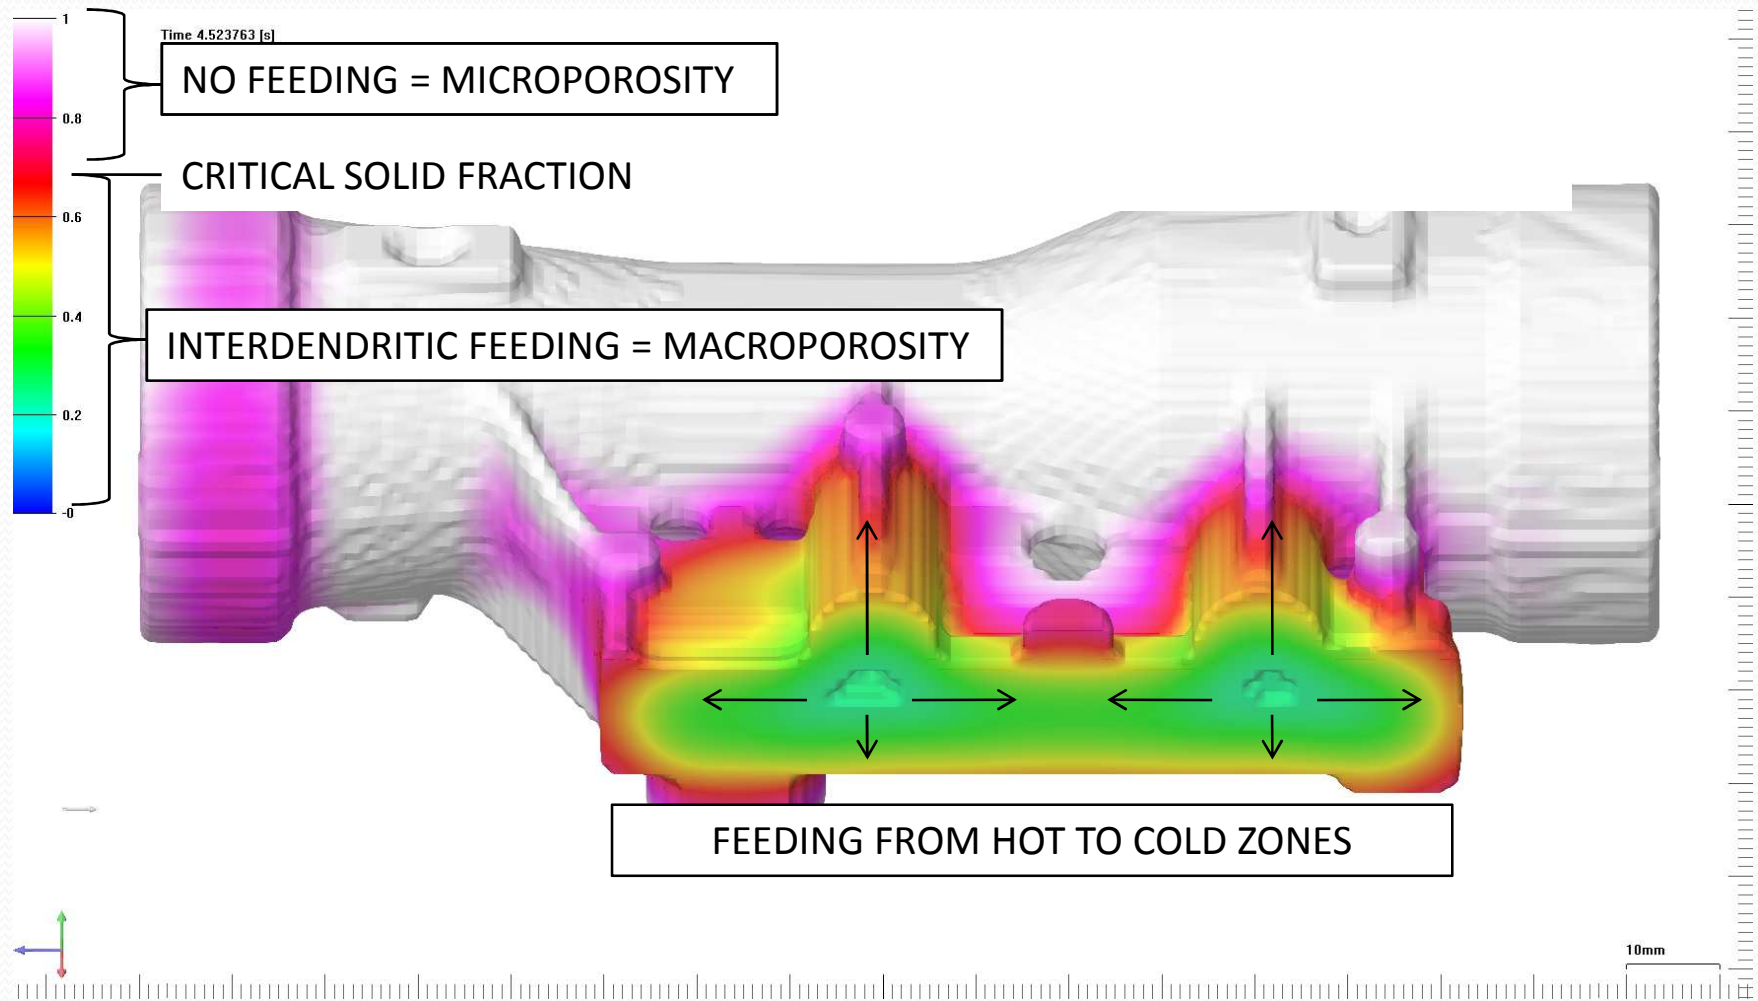 1
Time 4.523763 [s]
NO FEEDING = MICROPOROSITY
0.8
CRITICAL SOLID FRACTION
0.6
0.4
INTERDENDRITIC FEEDING = MACROPOROSITY
0.2
-0
FEEDING FROM HOT TO COLD ZONES
10mm